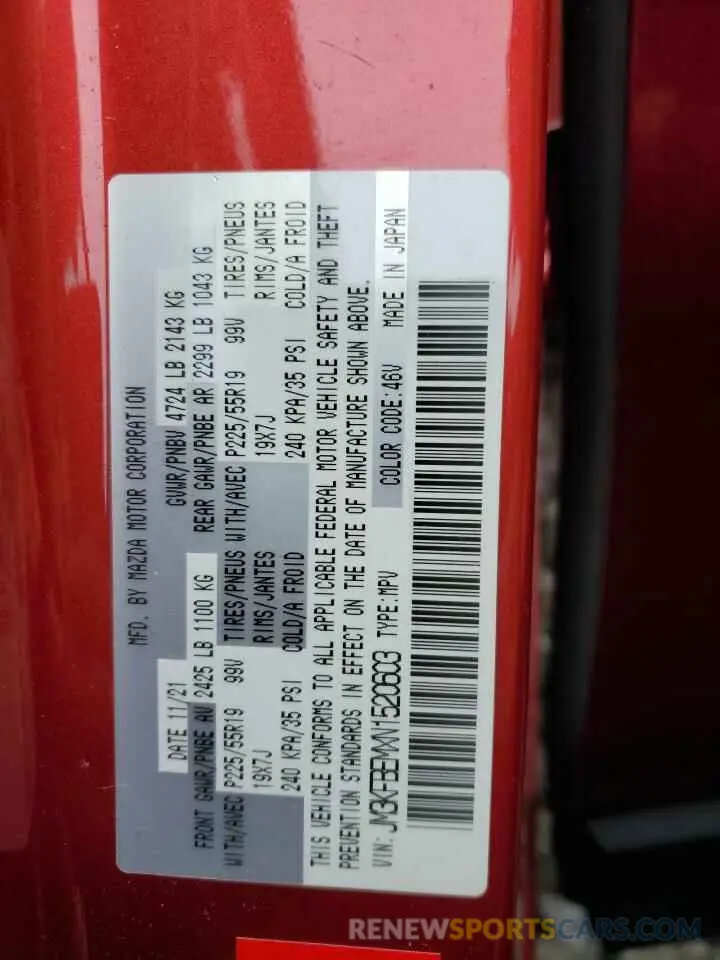 MFD. BY MAZDA MOTOR CORPORATION
DATE 11/21 GVWR/PNBV 4724 LB 2143 KG
FRONT GAWR/PNBE AV 2425 LB 1100 KG REAR GAWR/PNBE AR 2299 LB 1043 KG
WITH/AVEC P225/55R19 99V TIRES/PNEUS WITH/AVEC P225/55R19 99V TIRES/PNEUS
19X7J RIMS/JANTES 19X7J RIMS/JANTES
240 KPA/35 PSI COLD/A FROID 240 KPA/35 PSI COLD/A FROID
THIS VEHICLE CONFORMS TO ALL APPLICABLE FEDERAL MOTOR VEHICLE SAFETY AND THEFT
PREVENTION STANDARDS IN EFFECT ON THE DATE OF MANUFACTURE SHOWN ABOVE.
VIN: JM3KFBEMXN1520603 TYPE:MPV COLOR CODE:46V MADE IN JAPAN
RENEWSPORTSCARS.COM